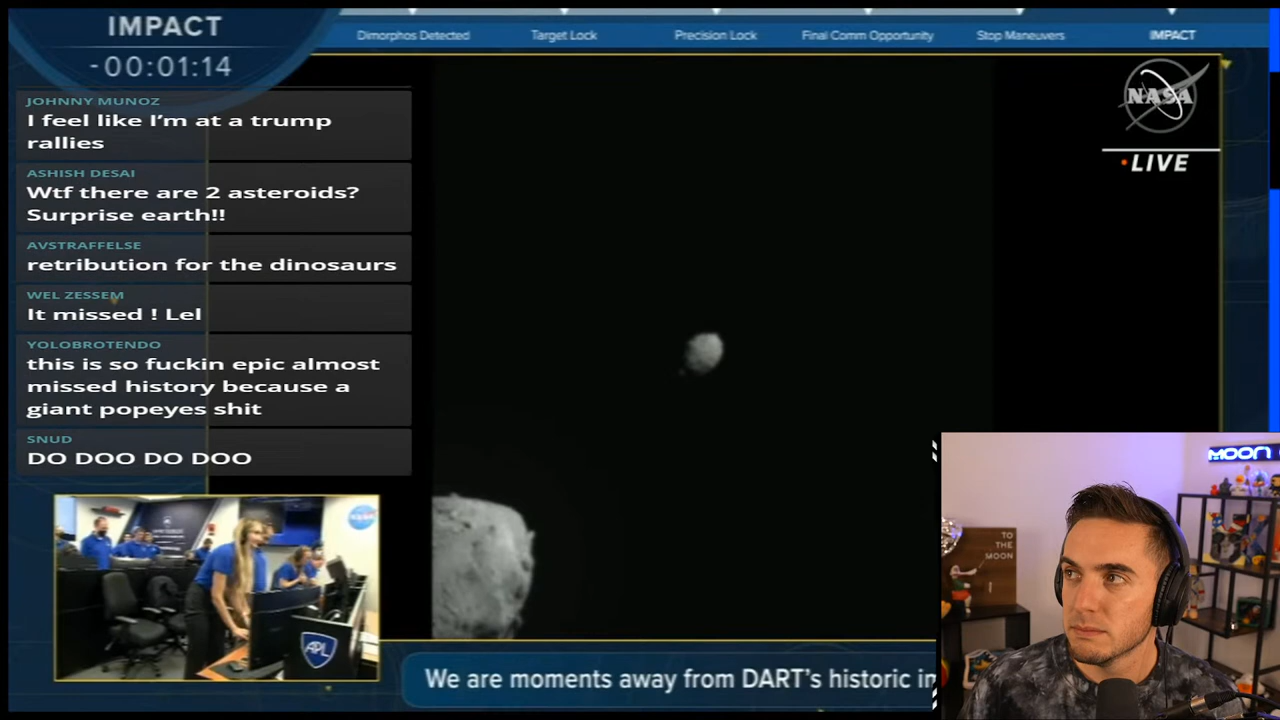 IMPACT
-00:01:14
Dimorphos Detected
Target Lock
Precision Lock
Final Comm Opportunity
Stop Maneuvers
IMPACT
NASA
LIVE
JOHNNY MUNOZ
I feel like I'm at a trump
rallies
ASHISH DESAI
Wtf there are 2 asteroids?
Surprise earth!!
AVSTRAFFELSE
retribution for the dinosaurs
WEL ZESSEM
It missed ! Lel
YOLOBROTENDO
this is so fuckin epic almost
missed history because a
giant popeyes shit
SNUD
DO DOO DO DOO
APL
We are moments away from DART's historic
MOON
TO
THE
MOON